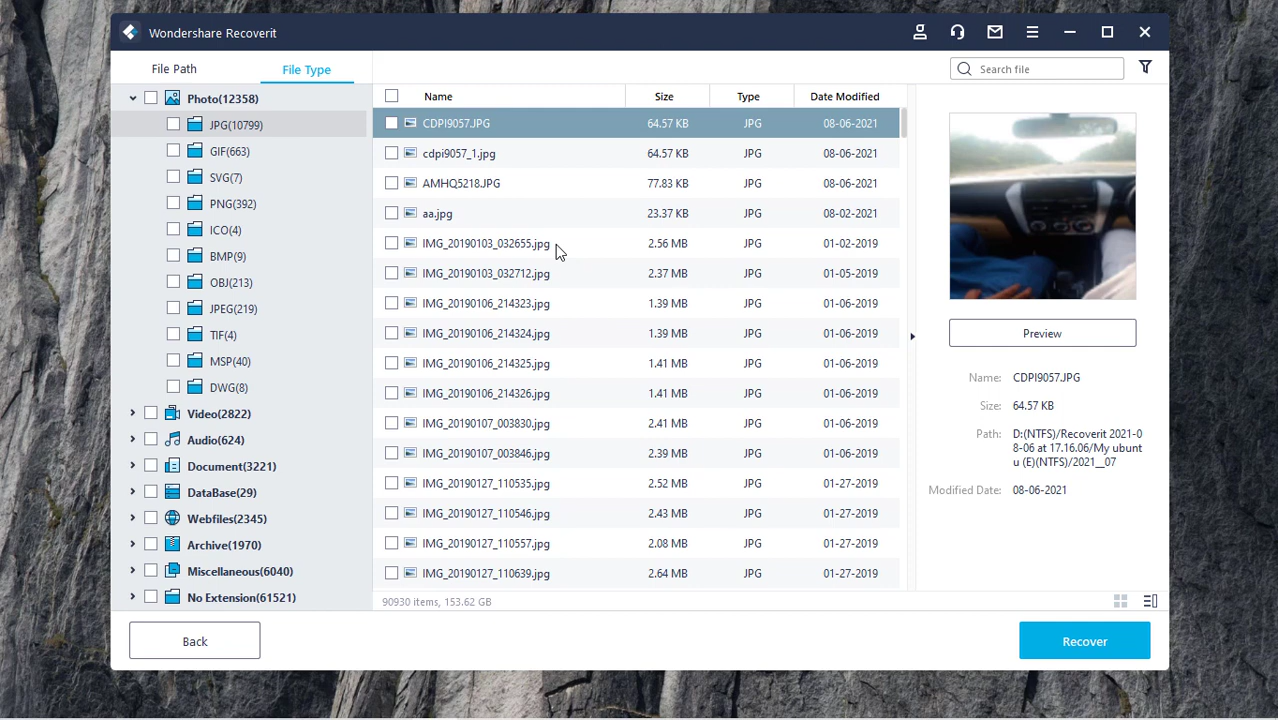 Wondershare Recoverit
File Path
File Type
Search file
Photo(12358)
JPG(10799)
GIF(663)
SVG(7)
PNG(392)
ICO(4)
BMP(9)
OBJ(213)
JPEG(219)
TIF(4)
MSP(40)
DWG(8)
Video(2822)
Audio(624)
Document(3221)
DataBase(29)
Webfiles(2345)
Archive(1970)
Miscellaneous(6040)
No Extension(61521)
Name Size Type Date Modified
CDPI9057.JPG 64.57 KB JPG 08-06-2021
cdpi9057_1.jpg 64.57 KB JPG 08-06-2021
AMHQ5218.JPG 77.83 KB JPG 08-06-2021
aa.jpg 23.37 KB JPG 08-02-2021
IMG_20190103_032655.jpg 2.56 MB JPG 01-02-2019
IMG_20190103_032712.jpg 2.37 MB JPG 01-05-2019
IMG_20190106_214323.jpg 1.39 MB JPG 01-06-2019
IMG_20190106_214324.jpg 1.39 MB JPG 01-06-2019
IMG_20190106_214325.jpg 1.41 MB JPG 01-06-2019
IMG_20190106_214326.jpg 1.41 MB JPG 01-06-2019
IMG_20190107_003830.jpg 2.41 MB JPG 01-06-2019
IMG_20190107_003846.jpg 2.39 MB JPG 01-06-2019
IMG_20190127_110535.jpg 2.52 MB JPG 01-27-2019
IMG_20190127_110546.jpg 2.43 MB JPG 01-27-2019
IMG_20190127_110557.jpg 2.08 MB JPG 01-27-2019
IMG_20190127_110639.jpg 2.64 MB JPG 01-27-2019
90930 items, 153.62 GB
Preview
Name: CDPI9057.JPG
Size: 64.57 KB
Path: D:(NTFS)/Recoverit 2021-0
8-06 at 17.16.06/My ubunt
u (E)(NTFS)/2021__07
Modified Date: 08-06-2021
Back
Recover